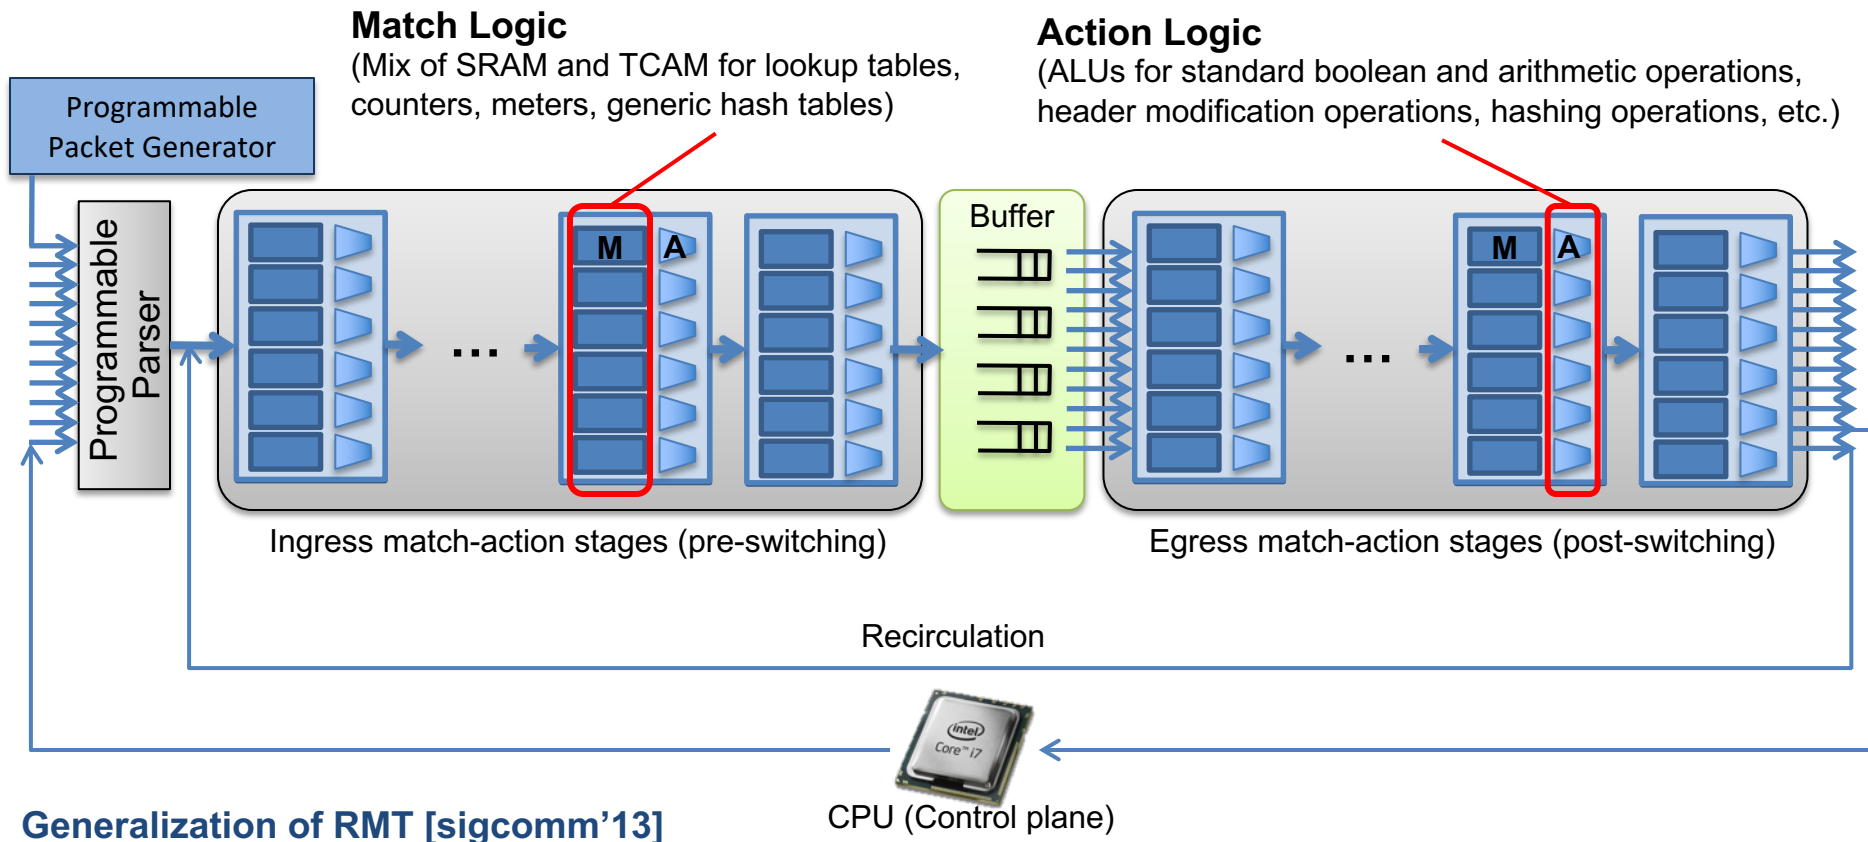 Match Logic
(Mix of SRAM and TCAM for lookup tables,
counters, meters, generic hash tables)
Action Logic
(ALUs for standard boolean and arithmetic operations,
header modification operations, hashing operations, etc.)
Programmable
Packet Generator
Programmable
Parser
M A
...
Buffer
M A
...
Ingress match-action stages (pre-switching)
Egress match-action stages (post-switching)
Recirculation
intel
Core™ i7
CPU (Control plane)
Generalization of RMT [sigcomm’13]